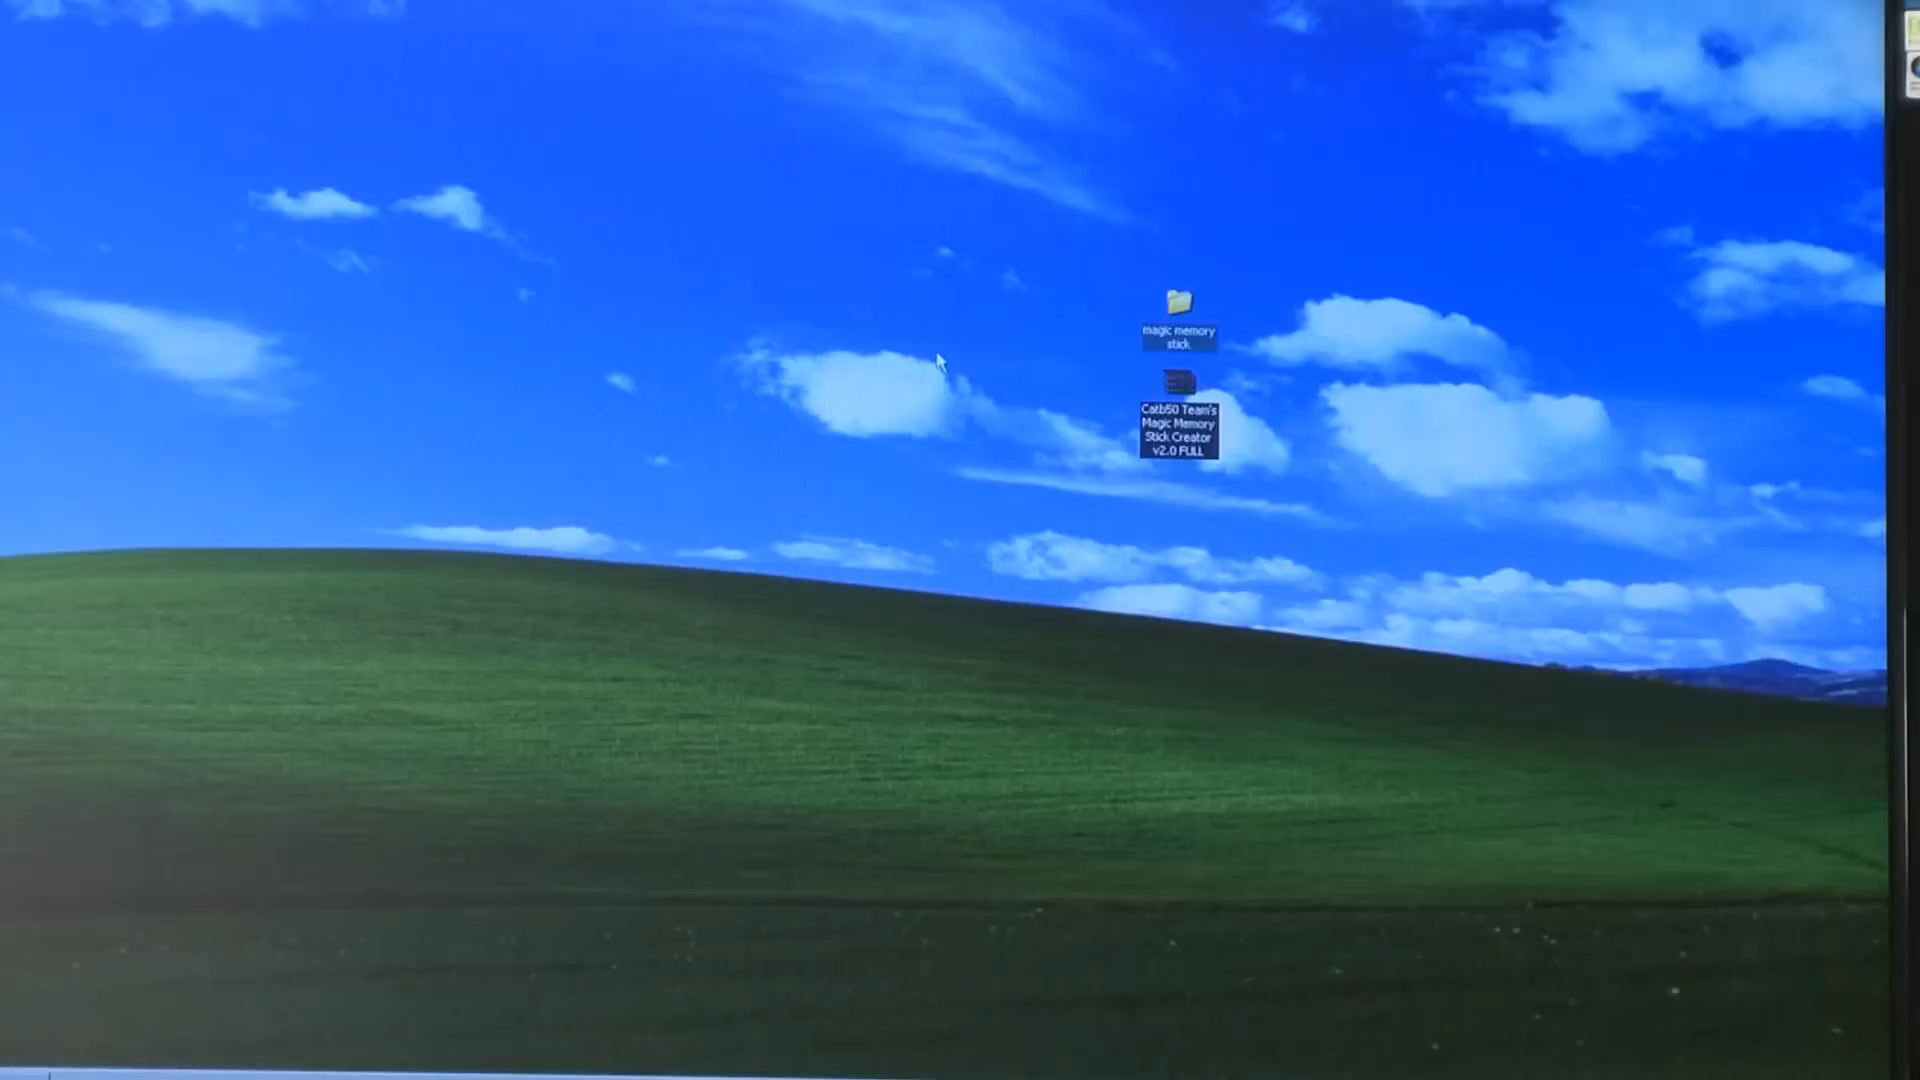 magic memory
stick
Catb50 Team's
Magic Memory
Stick Creator
v2.0 FULL